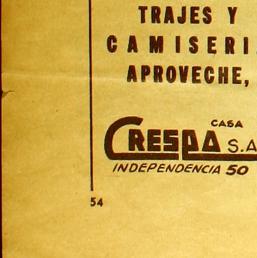 TRAJES Y
CAMISERI
APROVECHE,
CASA
CRESPO S.A
INDEPENDENCIA 50
54